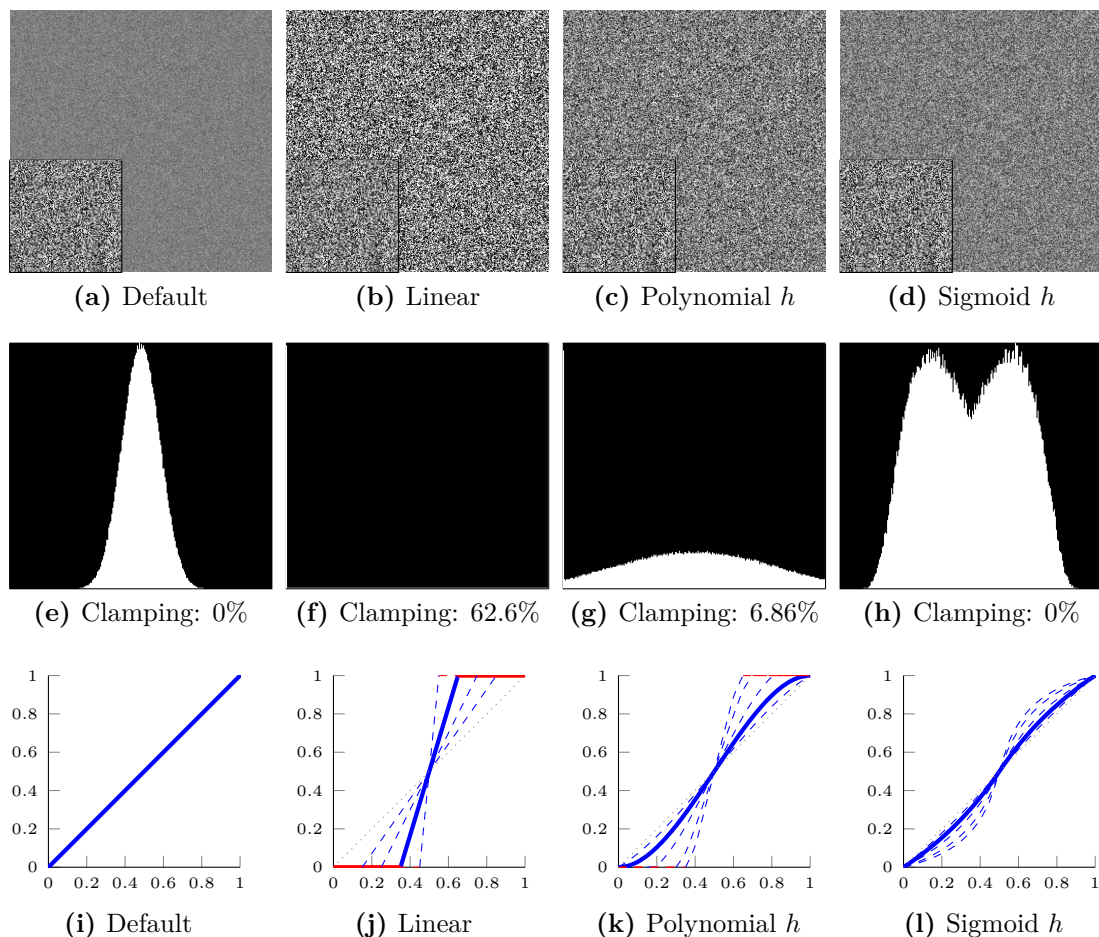 (a) Default (b) Linear (c) Polynomial h (d) Sigmoid h
(e) Clamping: 0% (f) Clamping: 62.6% (g) Clamping: 6.86% (h) Clamping: 0%
1 1 1 1
0.8 0.8 0.8 0.8
0.6 0.6 0.6 0.6
0.4 0.4 0.4 0.4
0.2 0.2 0.2 0.2
0 0 0 0
0 0.2 0.4 0.6 0.8 1 0 0.2 0.4 0.6 0.8 1 0 0.2 0.4 0.6 0.8 1 0 0.2 0.4 0.6 0.8 1
(i) Default (j) Linear (k) Polynomial h (l) Sigmoid h